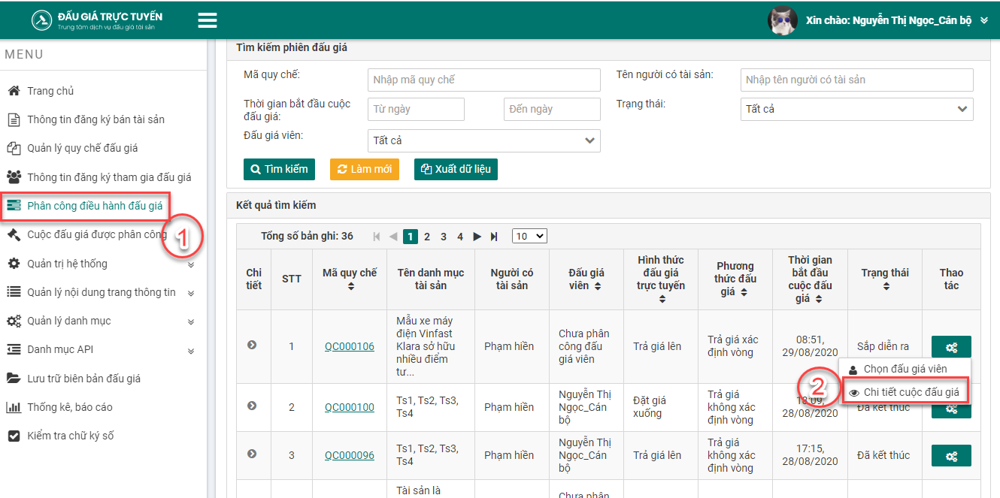 ĐẤU GIÁ TRỰC TUYẾN
Trung tâm dịch vụ đấu giá tài sản
Xin chào: Nguyễn Thị Ngọc_Cán bộ
MENU
Trang chủ
Thông tin đăng ký bán tài sản
Quản lý quy chế đấu giá
Thông tin đăng ký tham gia đấu giá
Phân công điều hành đấu giá
1
Cuộc đấu giá được phân công
Quản trị hệ thống
Quản lý nội dung trang thông tin
Quản lý danh mục
Danh mục API
Lưu trữ biên bản đấu giá
Thống kê, báo cáo
Kiểm tra chữ ký số
Tìm kiếm phiên đấu giá
Mã quy chế:
Nhập mã quy chế
Tên người có tài sản:
Nhập tên người có tài sản
Thời gian bắt đầu cuộc
đấu giá:
Từ ngày
Đến ngày
Trạng thái:
Tất cả
Đấu giá viên:
Tất cả
Tìm kiếm
Làm mới
Xuất dữ liệu
Kết quả tìm kiếm
Tổng số bản ghi: 36
1 2 3 4
10
Chi
tiết
STT
Mã quy chế
Tên danh mục
tài sản
Người có
tài sản
Đấu giá
viên
Hình thức
đấu giá
trực tuyến
Phương
thức đấu
giá
Thời gian
bắt đầu
cuộc đấu
giá
Trạng thái
Thao
tác
1
QC000106
Mẫu xe máy
điện Vinfast
Klara sở hữu
nhiều điểm
tư...
Phạm hiền
Chưa phân
công đấu
giá viên
Trả giá lên
Trả giá xác
định vòng
08:51,
29/08/2020
Sắp diễn ra
Chọn đấu giá viên
2
Chi tiết cuộc đấu giá
2
QC000100
Ts1, Ts2, Ts3,
Ts4
Phạm hiền
Nguyễn Thị
Ngọc_Cán
bộ
Đặt giá
xuống
Trả giá
không xác
định vòng
18:09,
28/08/2020
Đã kết thúc
3
QC000096
Ts1, Ts2, Ts3,
Ts4
Phạm hiền
Nguyễn Thị
Ngọc_Cán
bộ
Trả giá lên
Trả giá
không xác
định vòng
17:15,
28/08/2020
Đã kết thúc
Tài sản là
Chưa phân